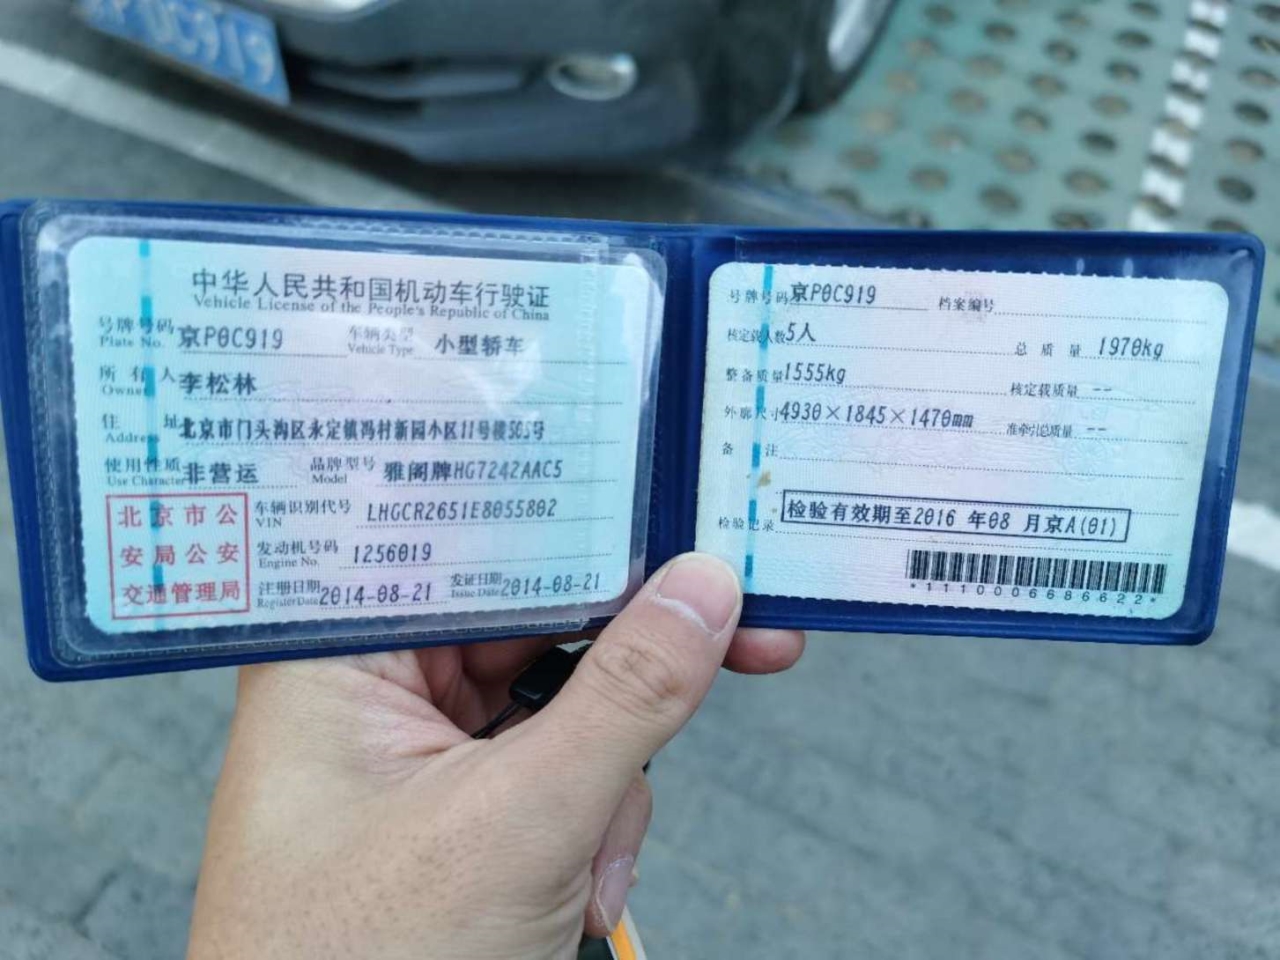 0C919
中华人民共和国机动车行驶证
Vehicle License of the People's Republic of China
号牌号码 京P0C919 车辆类型 小型轿车
Plate No. Vehicle Type
所有人 李松林
Owner
住址 北京市门头沟区永定镇冯村新园小区11号楼505号
Address
使用性质 非营运 品牌型号 雅阁牌HG7242AAC5
Use Character Model
北京市公安局公安交通管理局
车辆识别代号 LHGCR2651E8055802
VIN
发动机号码 1256019
Engine No.
注册日期 2014-08-21 发证日期 2014-08-21
Register Date Issue Date
号牌号码 京P0C919 档案编号
核定载人数 5人 总质量 1970kg
整备质量 1555kg 核定载质量 --
外廓尺寸 4930×1845×1470mm 准牵引总质量 --
备注
检验记录 检验有效期至2016 年08 月京A(01)
*1110006686622*